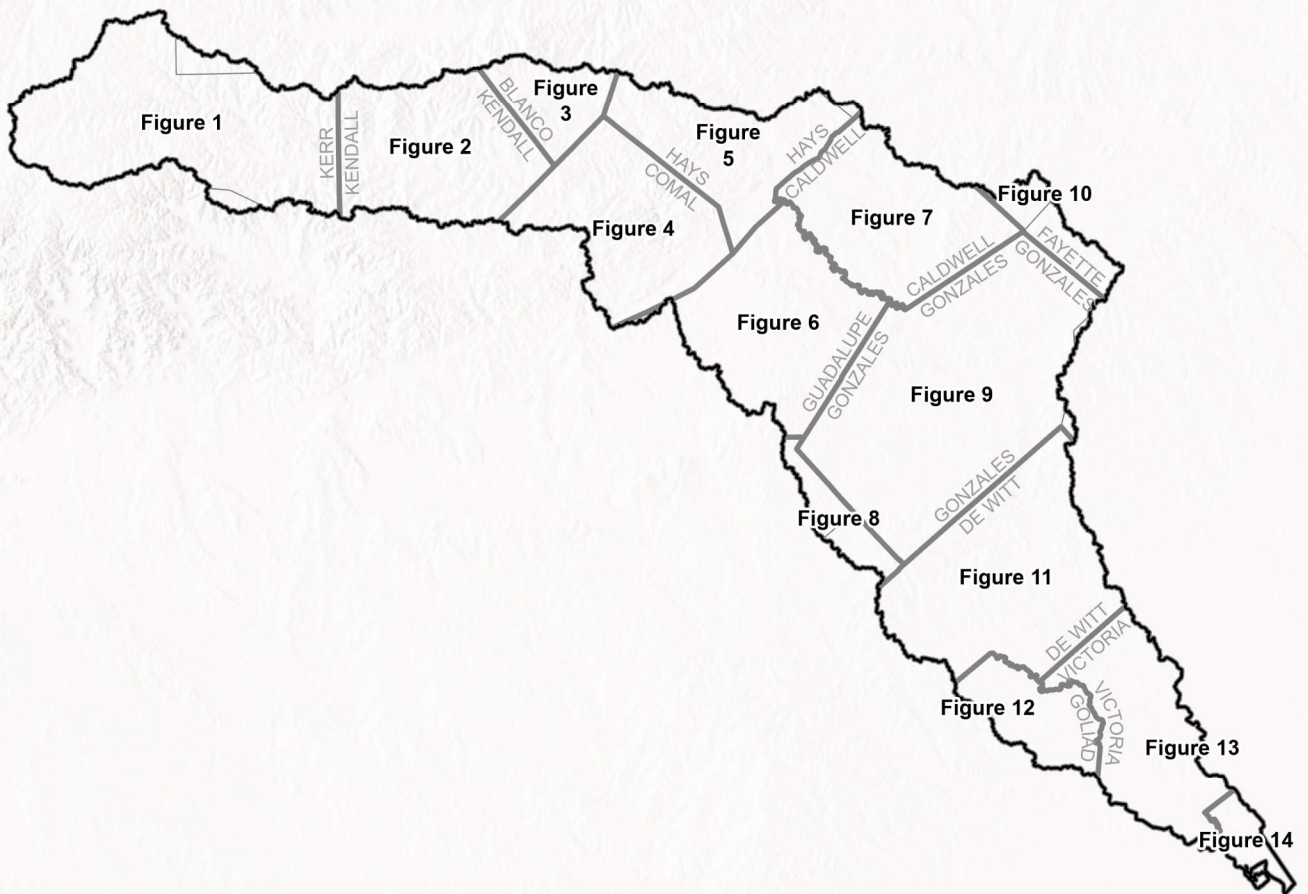 Figure 1
KERR
KENDALL
Figure 2
BLANCO
KENDALL
Figure
3
Figure
5
HAYS
COMAL
HAYS
CALDWELL
Figure 4
Figure 7
Figure 10
FAYETTE
GONZALES
CALDWELL
GONZALES
Figure 6
GUADALUPE
GONZALES
Figure 9
Figure 8
GONZALES
DE WITT
Figure 11
DE WITT
VICTORIA
Figure 12
VICTORIA
GOLIAD
Figure 13
Figure 14